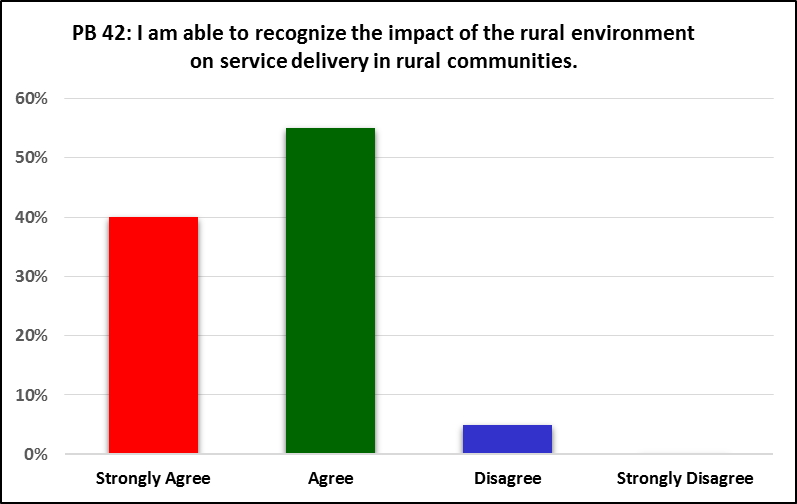 PB 42: I am able to recognize the impact of the rural environment
on service delivery in rural communities.
60%
50%
40%
30%
20%
10%
0%
Strongly Agree
Agree
Disagree
Strongly Disagree